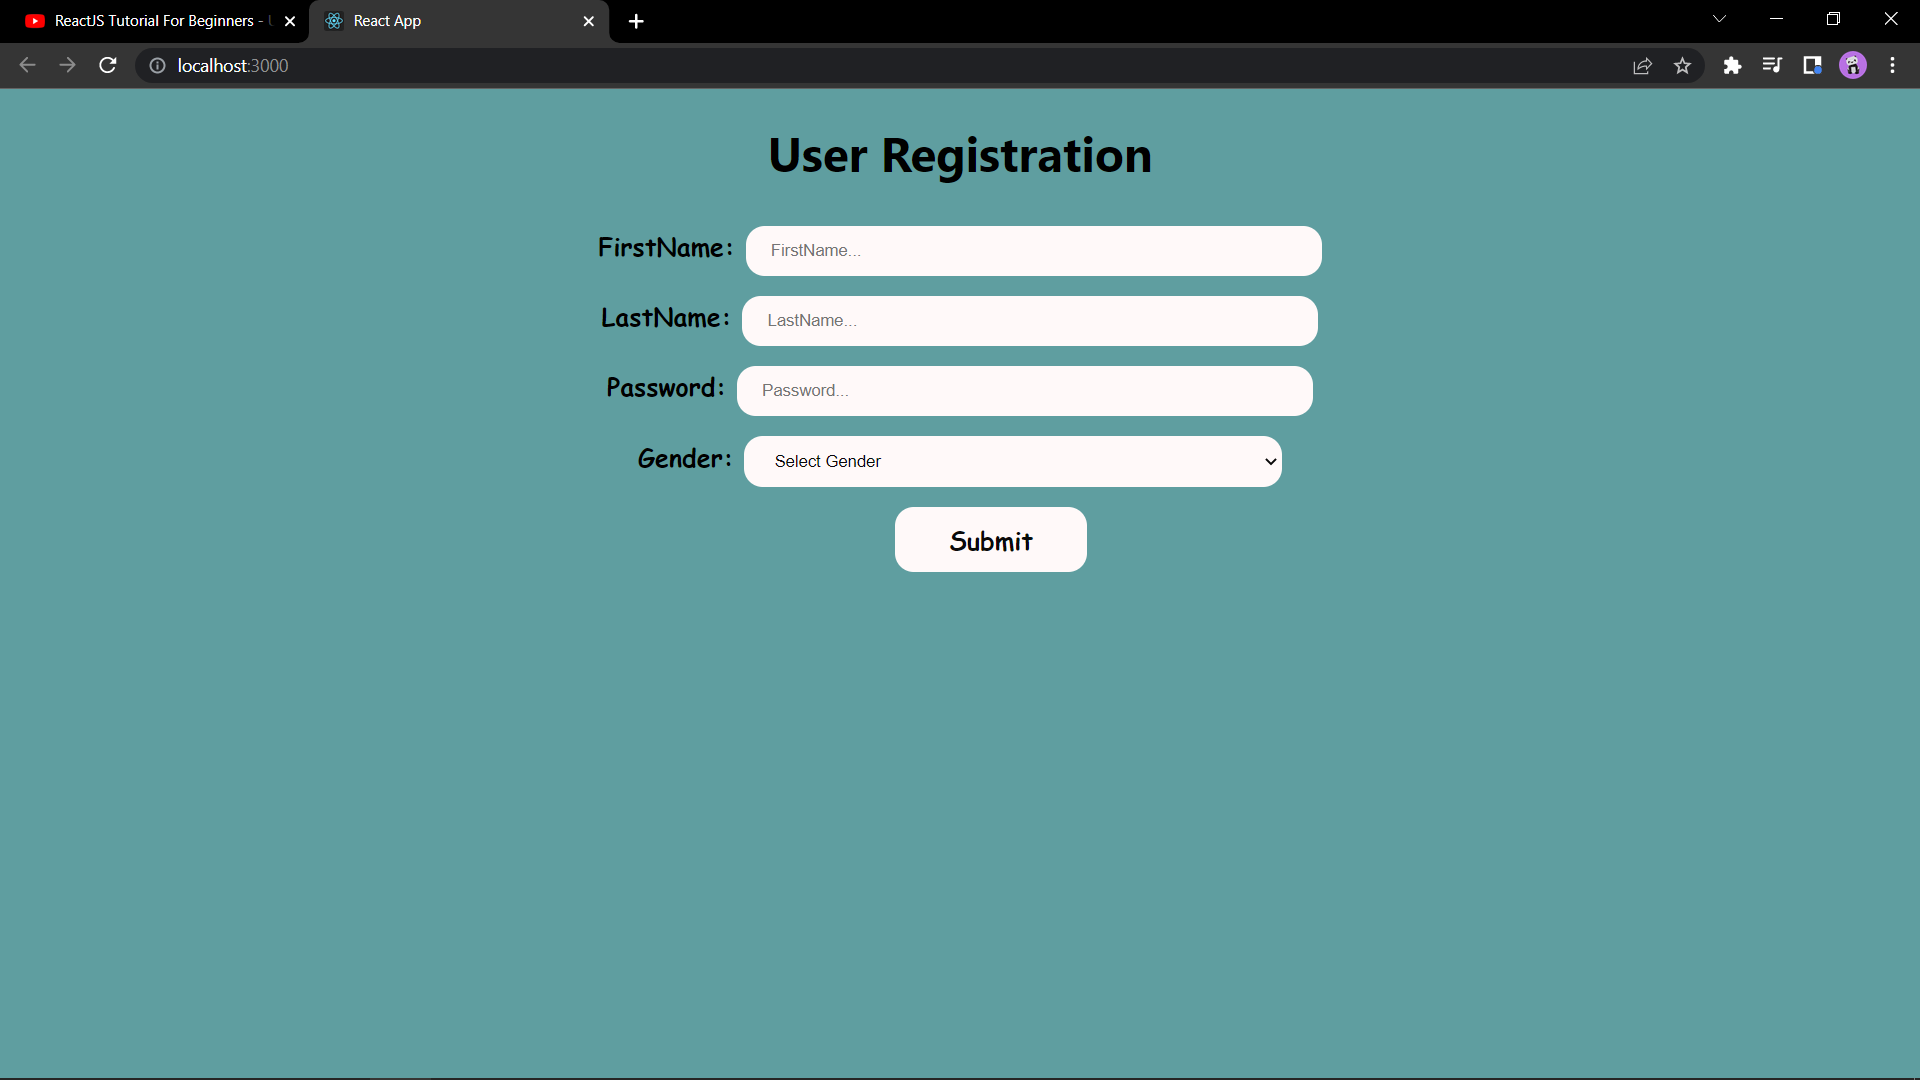 ReactJS Tutorial For Beginners -
React App
localhost:3000
User Registration
FirstName: FirstName...
LastName: LastName...
Password: Password...
Gender: Select Gender
Submit